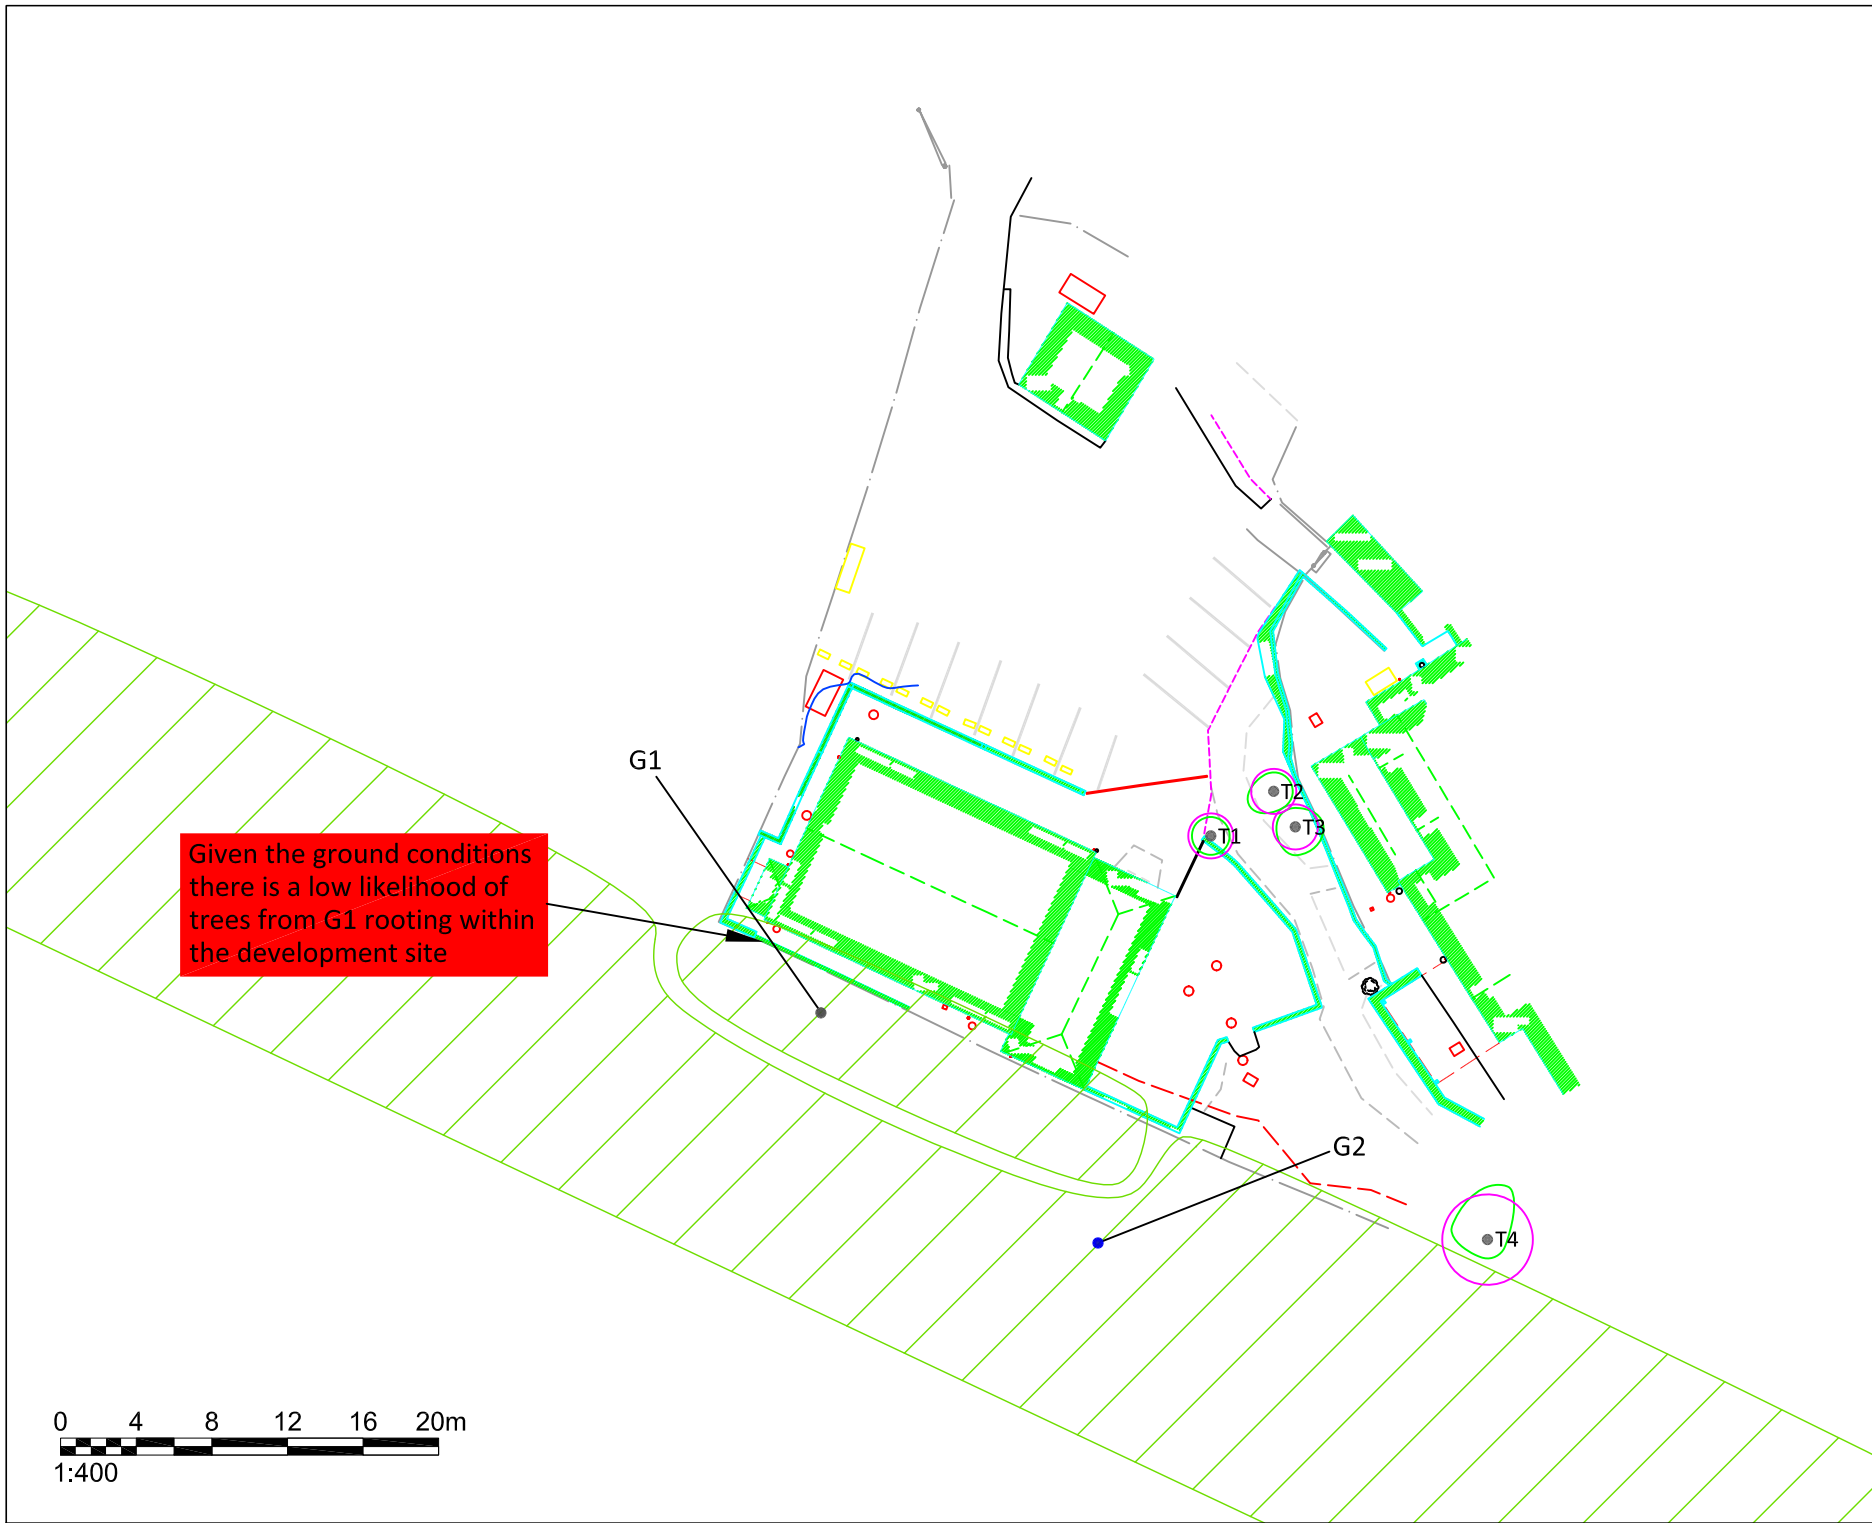 G1
T2
T3
T1
Given the ground conditions
there is a low likelihood of
trees from G1 rooting within
the development site
G2
T4
0 4 8 12 16 20m
1:400